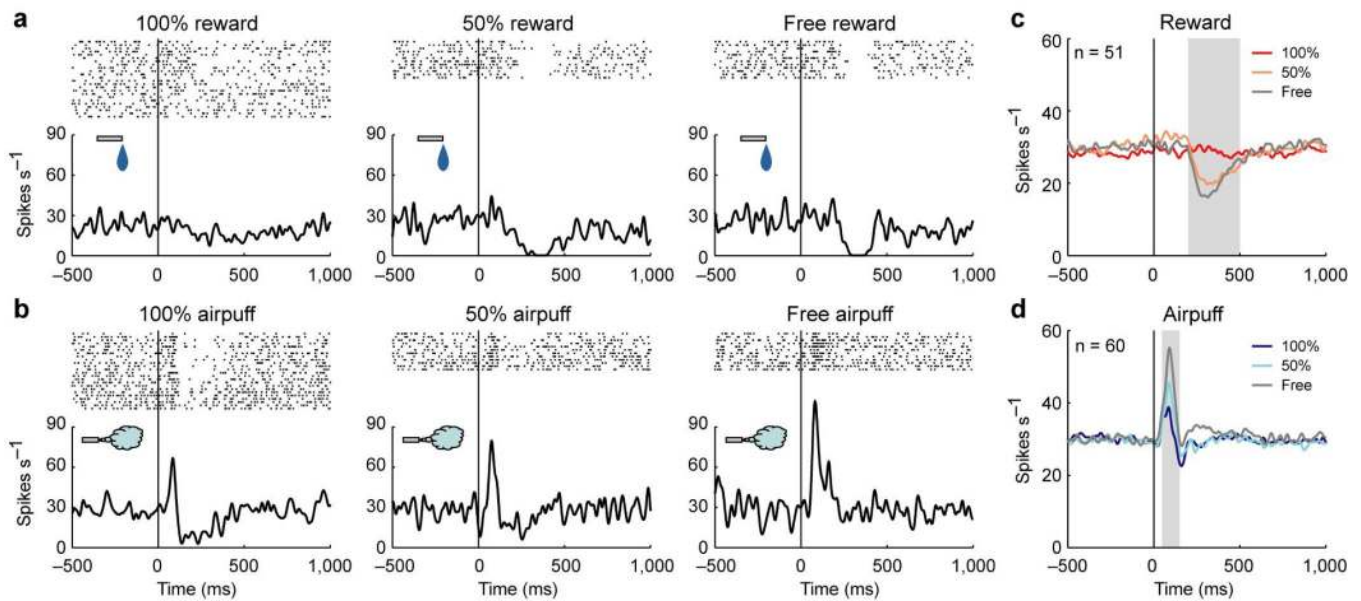 a
100% reward
50% reward
Free reward
90
60
30
0
Spikes s⁻¹
–500 0 500 1,000
–500 0 500 1,000
–500 0 500 1,000
90
60
30
0
90
60
30
0
c
Reward
n = 51
100%
50%
Free
60
40
20
0
Spikes s⁻¹
–500 0 500 1,000
b
100% airpuff
50% airpuff
Free airpuff
90
60
30
0
Spikes s⁻¹
–500 0 500 1,000
Time (ms)
90
60
30
0
–500 0 500 1,000
Time (ms)
90
60
30
0
–500 0 500 1,000
Time (ms)
d
Airpuff
n = 60
100%
50%
Free
60
40
20
0
Spikes s⁻¹
–500 0 500 1,000
Time (ms)